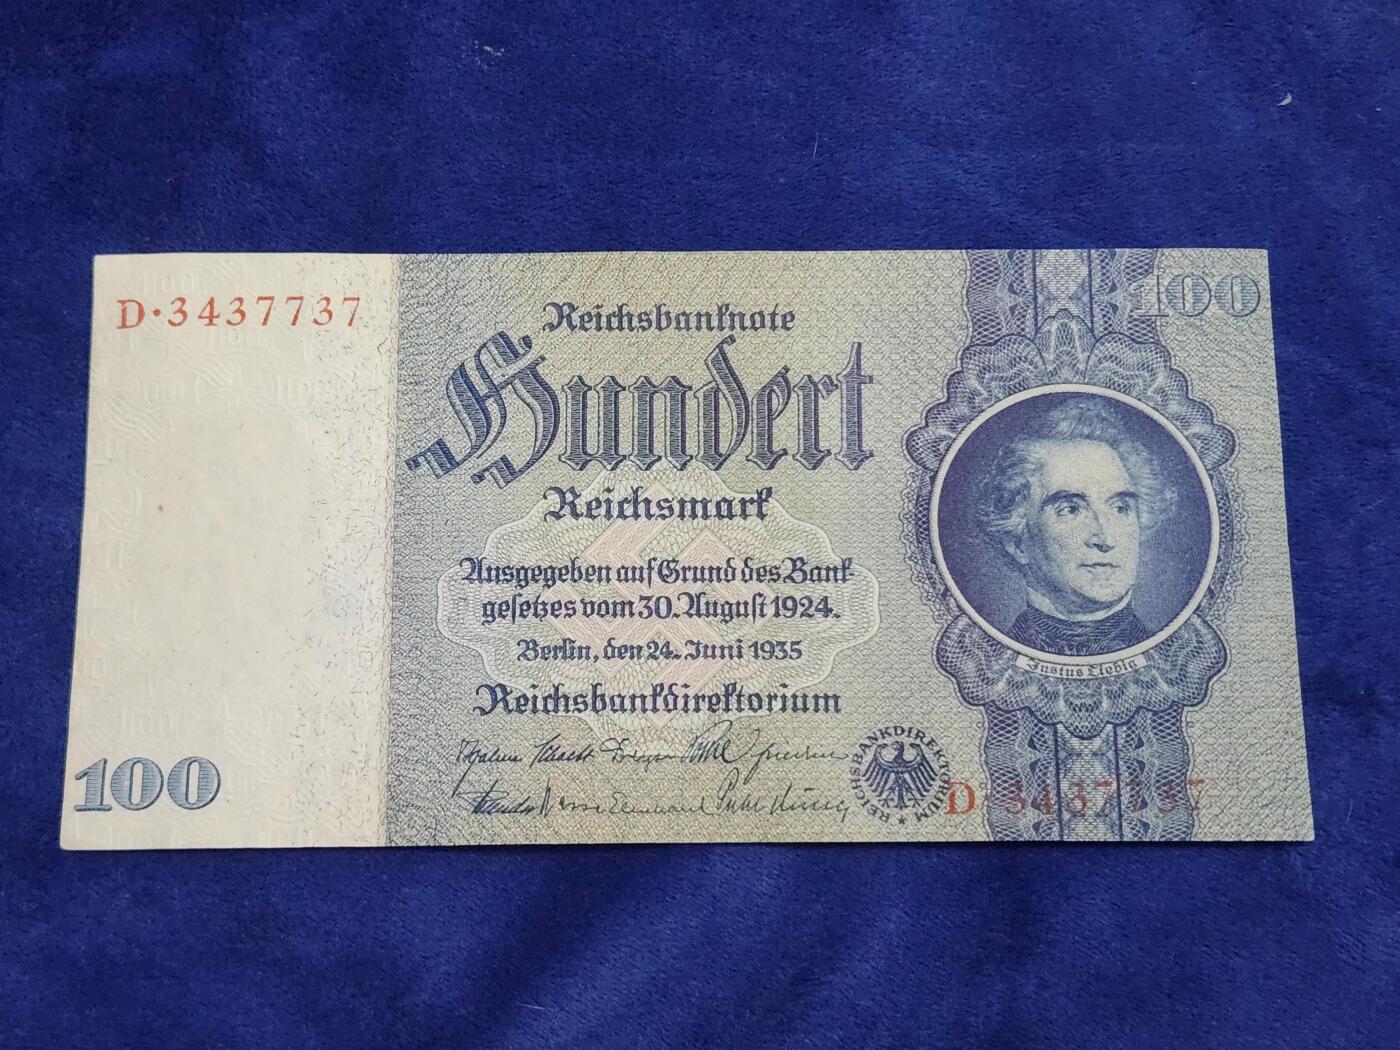 D·3437737
100
Reichsbanknote
Hundert
Reichsmark
Ausgegeben auf Grund des Bank-
gesetzes vom 30. August 1924.
Berlin, den 24. Juni 1935
Reichsbankdirektorium
Justus Liebig
REICHSBANKDIREKTORIUM
D·3437737
100